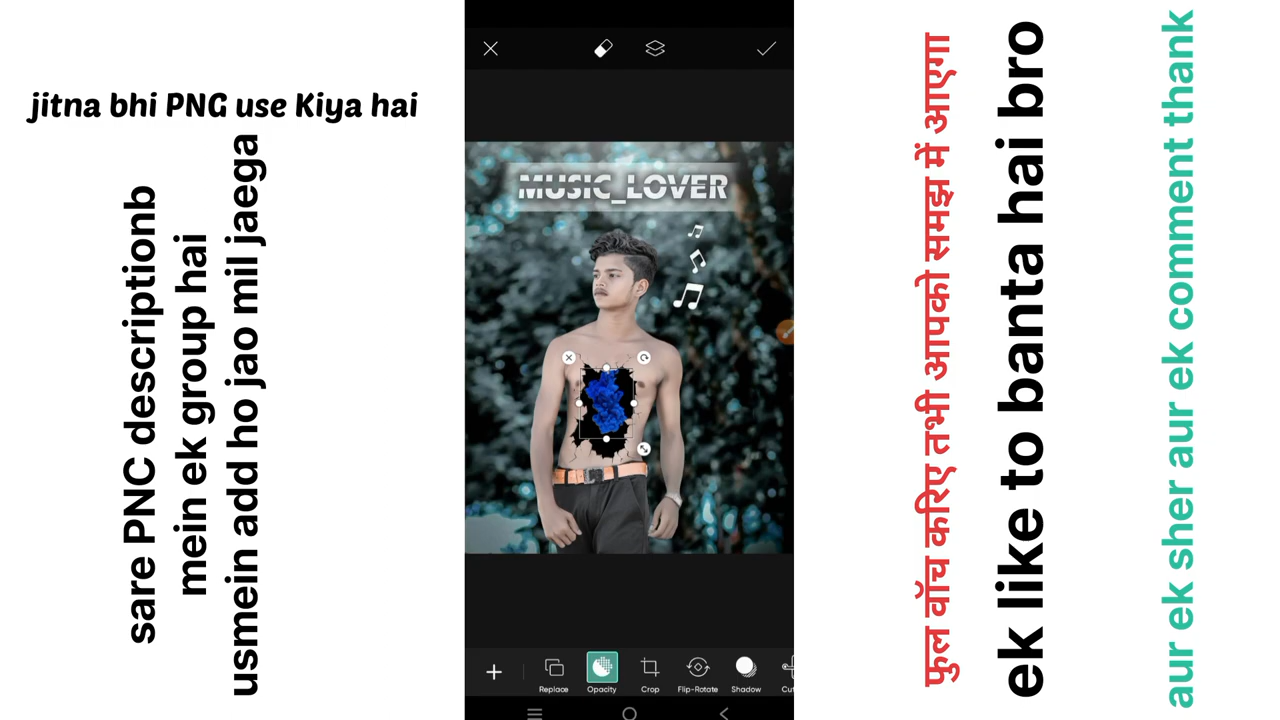 jitna bhi PNG use Kiya hai
sare PNC descriptionb
mein ek group hai
usmein add ho jao mil jaega
MUSIC_LOVER
Replace
Opacity
Crop
Flip-Rotate
Shadow
Cut
फुल वॉच करिए तभी आपको समझ में आएगा
ek like to banta hai bro
aur ek sher aur ek comment thank